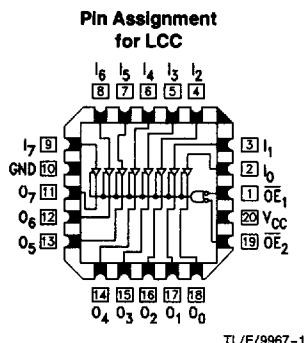 Pin Assignment
for LCC
I6 I5 I4 I3 I2
8 7 6 5 4
I7 9
GND 10
O7 11
O6 12
O5 13
3 I1
2 I0
1 OE1
20 VCC
19 OE2
14 15 16 17 18
O4 O3 O2 O1 O0
TL/F/9967-1